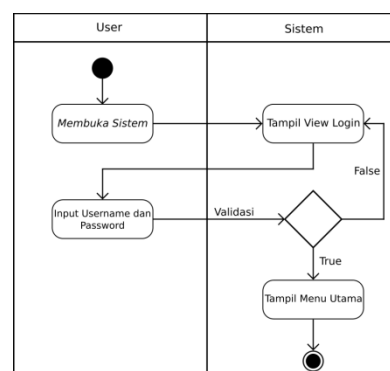 User
Sistem
Membuka Sistem
Tampil View Login
False
Input Username dan
Password
Validasi
True
Tampil Menu Utama